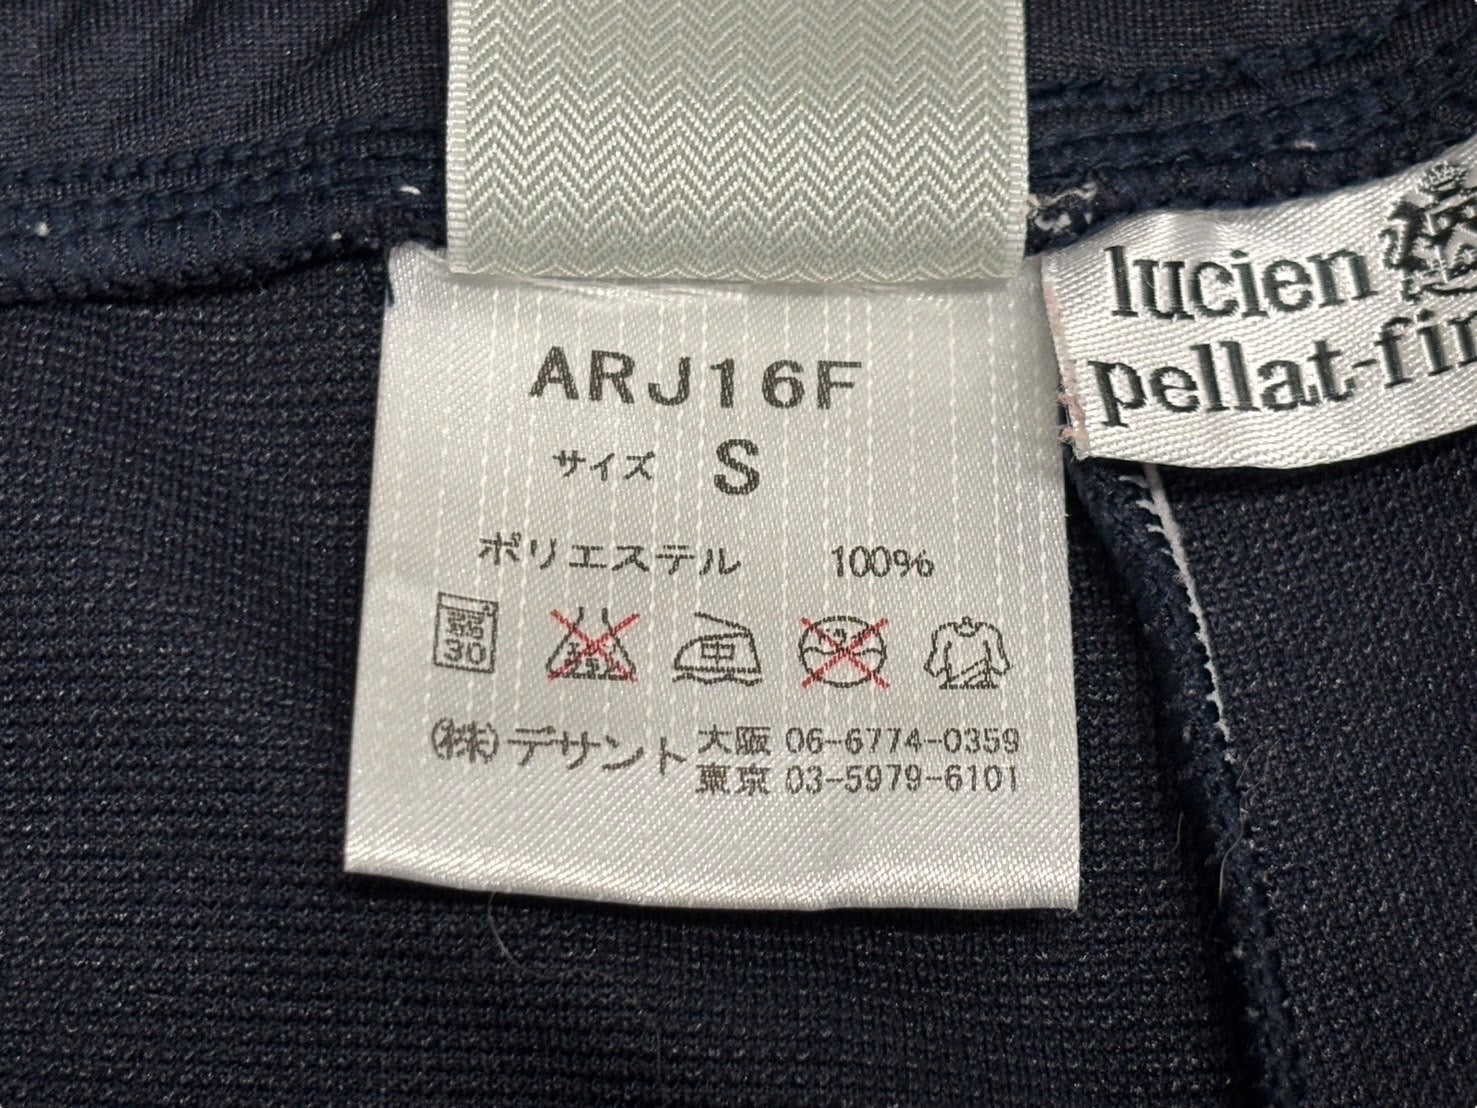 ARJ16F
サイズ S
ポリエステル 100%
30
中
(株)デサント 大阪 06-6774-0359
東京 03-5979-6101
lucien
pellat-fin